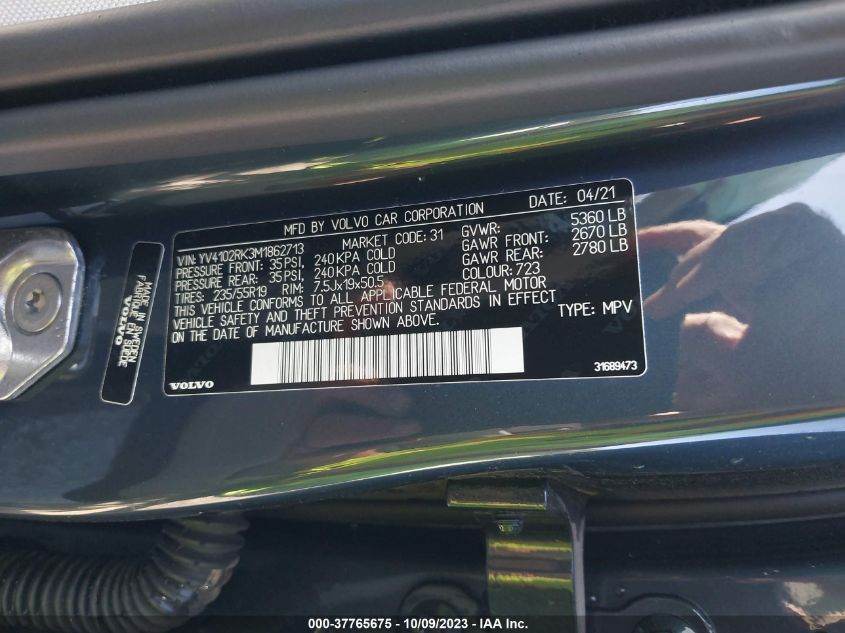 MFD BY VOLVO CAR CORPORATION DATE: 04/21
VIN: YV4102RK3M1862713 MARKET CODE: 31 GVWR: 5360 LB
PRESSURE FRONT: 35PSI, 240KPA COLD GAWR FRONT: 2670 LB
PRESSURE REAR: 35PSI, 240KPA COLD GAWR REAR: 2780 LB
TIRES: 235/55R19 RIM: 7.5Jx19x50.5 COLOUR: 723
THIS VEHICLE CONFORMS TO ALL APPLICABLE FEDERAL MOTOR
VEHICLE SAFETY AND THEFT PREVENTION STANDARDS IN EFFECT
ON THE DATE OF MANUFACTURE SHOWN ABOVE. TYPE: MPV
VOLVO 31689473
MADE IN SWEDEN
FABRIQUE EN SUEDE
VOLVO
000-37765675 - 10/09/2023 - IAA Inc.